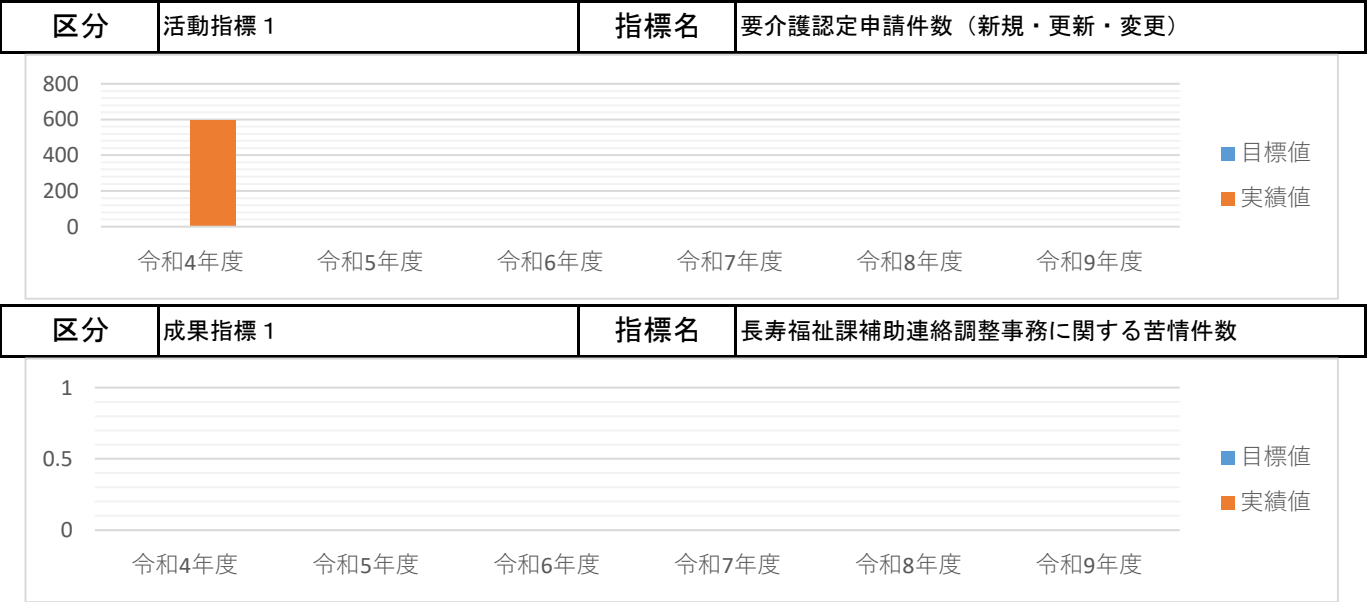 区分 活動指標１ 指標名 要介護認定申請件数（新規・更新・変更）
800
600
400
200
0
令和4年度 令和5年度 令和6年度 令和7年度 令和8年度 令和9年度
目標値
実績値
区分 成果指標１ 指標名 長寿福祉課補助連絡調整事務に関する苦情件数
1
0.5
0
令和4年度 令和5年度 令和6年度 令和7年度 令和8年度 令和9年度
目標値
実績値